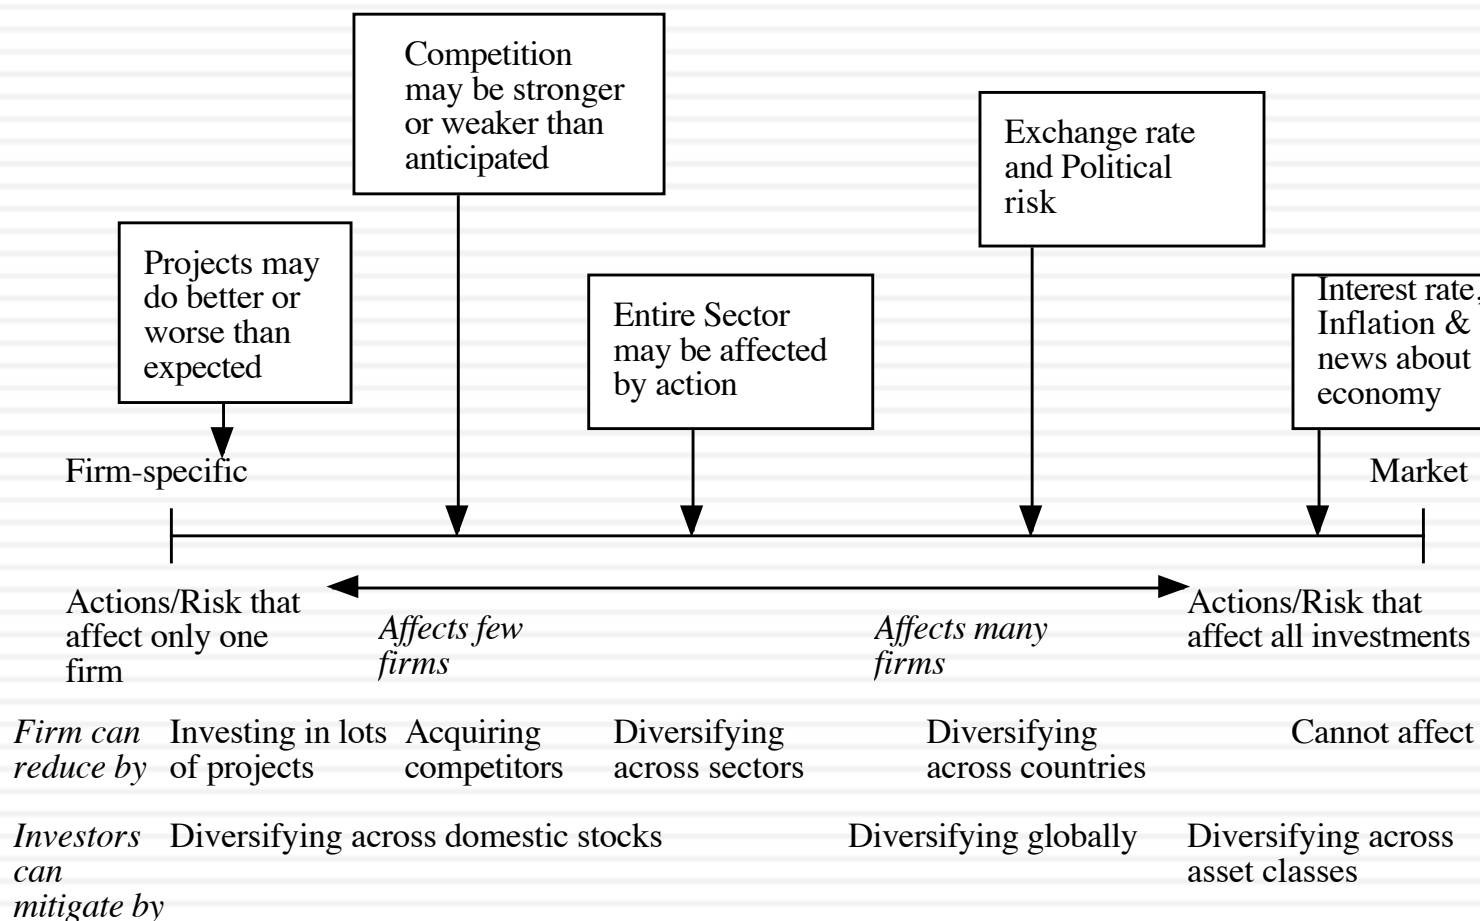 Competition
may be stronger
or weaker than
anticipated
Exchange rate
and Political
risk
Projects may
do better or
worse than
expected
Entire Sector
may be affected
by action
Interest rate,
Inflation &
news about
economy
Firm-specific
Market
Actions/Risk that
affect only one
firm
Affects few
firms
Affects many
firms
Actions/Risk that
affect all investments
Firm can
reduce by
Investing in lots
of projects
Acquiring
competitors
Diversifying
across sectors
Diversifying
across countries
Cannot affect
Investors
can
mitigate by
Diversifying across domestic stocks
Diversifying globally
Diversifying across
asset classes